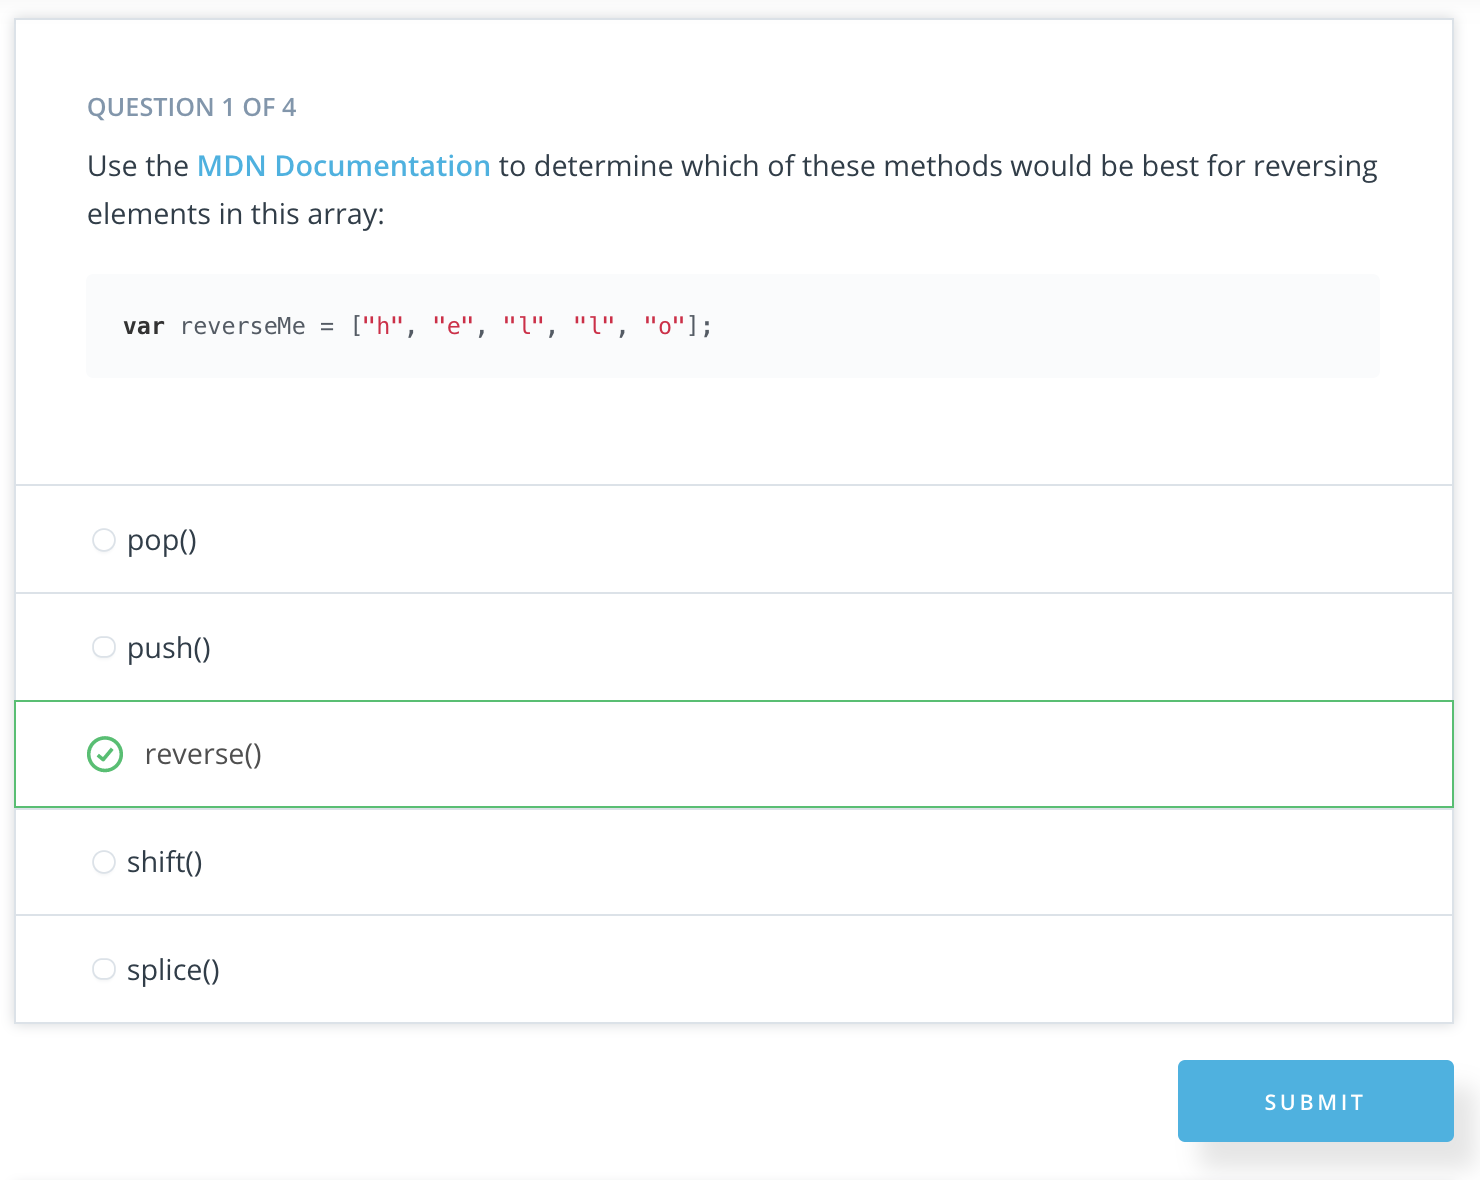 QUESTION 1 OF 4
Use the MDN Documentation to determine which of these methods would be best for reversing
elements in this array:
var reverseMe = ["h", "e", "l", "l", "o"];
pop()
push()
reverse()
shift()
splice()
SUBMIT